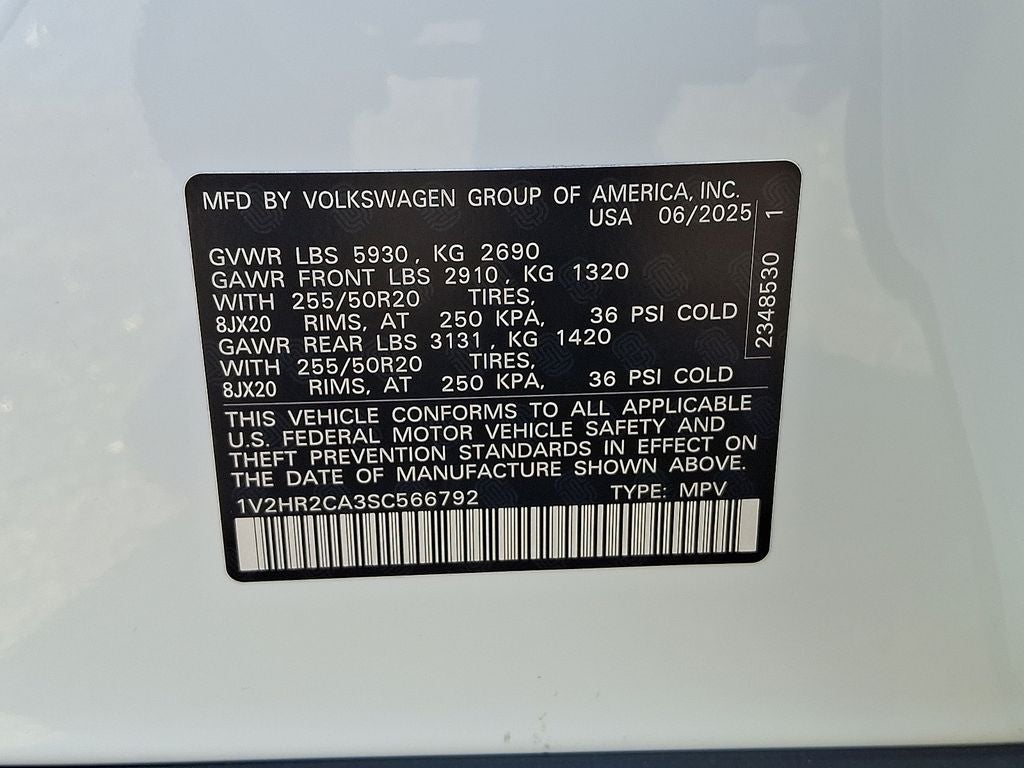 MFD BY VOLKSWAGEN GROUP OF AMERICA, INC.
USA 06/2025
GVWR LBS 5930, KG 2690
GAWR FRONT LBS 2910, KG 1320
WITH 255/50R20 TIRES,
8JX20 RIMS, AT 250 KPA, 36 PSI COLD
GAWR REAR LBS 3131, KG 1420
WITH 255/50R20 TIRES,
8JX20 RIMS, AT 250 KPA, 36 PSI COLD
2348530 1
THIS VEHICLE CONFORMS TO ALL APPLICABLE
U.S. FEDERAL MOTOR VEHICLE SAFETY AND
THEFT PREVENTION STANDARDS IN EFFECT ON
THE DATE OF MANUFACTURE SHOWN ABOVE.
1V2HR2CA3SC566792 TYPE: MPV